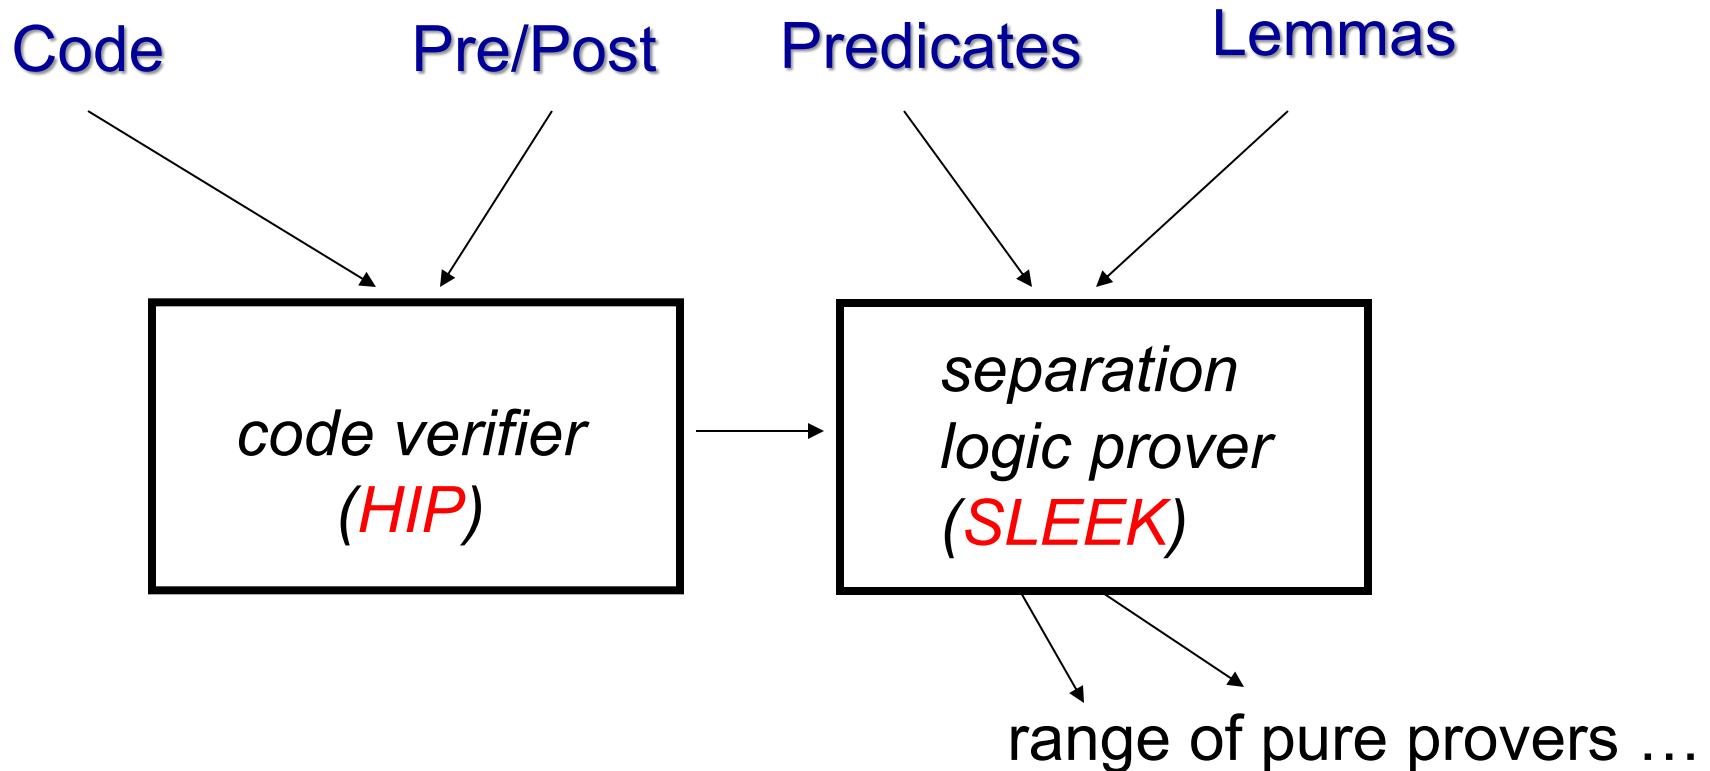 Code
Pre/Post
Predicates
Lemmas
code verifier
(HIP)
separation
logic prover
(SLEEK)
range of pure provers …